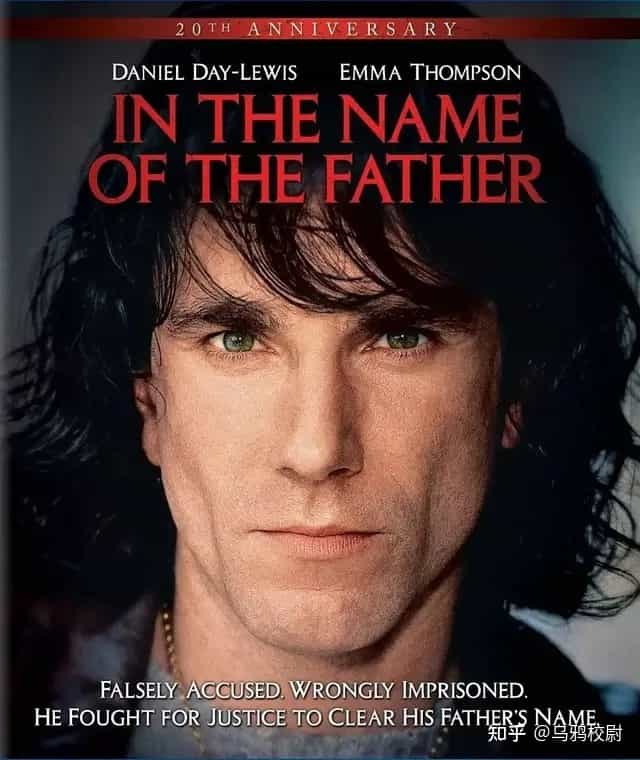 20TH ANNIVERSARY
DANIEL DAY-LEWIS EMMA THOMPSON
IN THE NAME
OF THE FATHER
FALSELY ACCUSED. WRONGLY IMPRISONED.
HE FOUGHT FOR JUSTICE TO CLEAR HIS FATHER'S NAME.
知乎 @乌鸦校尉